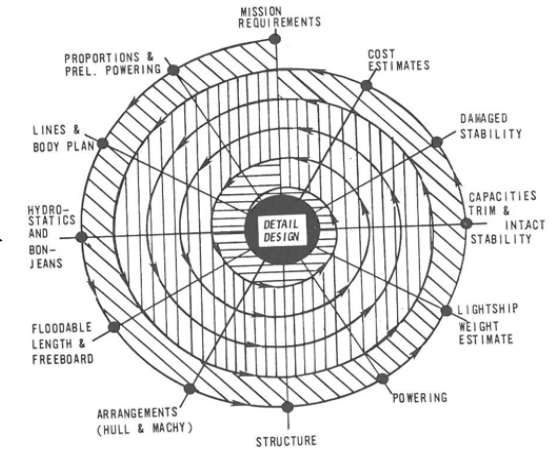 MISSION
REQUIREMENTS
PROPORTIONS &
PREL. POWERING
LINES &
BODY PLAN
HYDRO-
STATICS
AND
BON-
JEANS
FLOODABLE
LENGTH &
FREEBOARD
ARRANGEMENTS
(HULL & MACHY)
STRUCTURE
POWERING
LIGHTSHIP
WEIGHT
ESTIMATE
CAPACITIES
TRIM &
INTACT
STABILITY
DAMAGED
STABILITY
COST
ESTIMATES
DETAIL
DESIGN